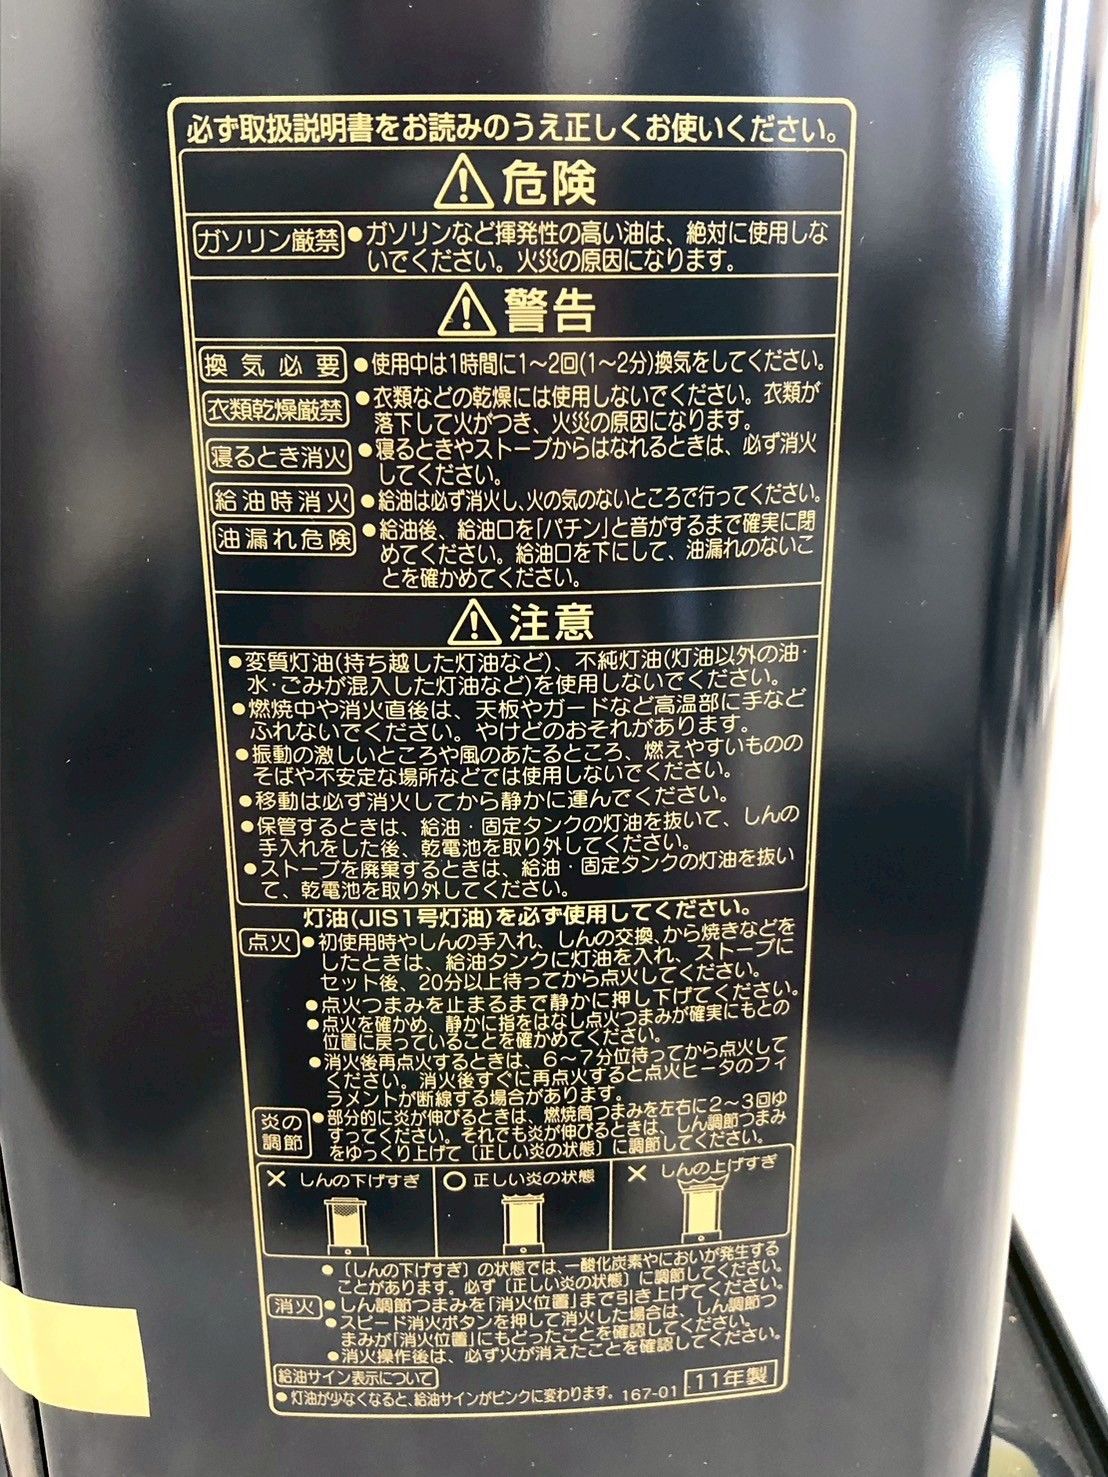 必ず取扱説明書をお読みのうえ正しくお使いください。
危険
ガソリン厳禁 ●ガソリンなど揮発性の高い油は、絶対に使用しな
いでください。火災の原因になります。
警告
換気必要 ●使用中は1時間に1～2回(1～2分)換気をしてください。
衣類乾燥厳禁 ●衣類などの乾燥には使用しないでください。衣類が
落下して火がつき、火災の原因になります。
寝るとき消火 ●寝るときやストーブからはなれるときは、必ず消火
してください。
給油時消火 ●給油は必ず消火し、火の気のないところで行ってください。
油漏れ危険 ●給油後、給油口を「パチン」と音がするまで確実に閉
めてください。給油口を下にして、油漏れのないこ
とを確かめてください。
注意
●変質灯油(持ち越した灯油など)、不純灯油(灯油以外の油・
水・ごみが混入した灯油など)を使用しないでください。
●燃焼中や消火直後は、天板やガードなど高温部に手など
ふれないでください。やけどのおそれがあります。
●振動の激しいところや風のあたるところ、燃えやすいものの
そばや不安定な場所などでは使用しないでください。
●移動は必ず消火してから静かに運んでください。
●保管するときは、給油・固定タンクの灯油を抜いて、しんの
手入れをした後、乾電池を取り外してください。
●ストーブを廃棄するときは、給油・固定タンクの灯油を抜い
て、乾電池を取り外してください。
灯油(JIS1号灯油)を必ず使用してください。
点火 ●初使用時やしんの手入れ、しんの交換、から焼きなどを
したときは、給油タンクに灯油を入れ、ストーブに
セット後、20分以上待ってから点火してください。
●点火つまみを止まるまで静かに押し下げてください。
●点火を確かめ、静かに指をはなし点火つまみが確実にもとの
位置に戻っていることを確かめてください。
●消火後再点火するときは、6～7分位待ってから点火して
ください。消火後すぐに再点火すると点火ヒータのフィ
ラメントが断線する場合があります。
炎の調節 ●部分的に炎が伸びるときは、燃焼筒つまみを左右に2～3回ゆ
すってください。それでも炎が伸びるときは、しん調節つまみ
をゆっくり上げて〔正しい炎の状態〕に調節してください。
× しんの下げすぎ ○ 正しい炎の状態 × しんの上げすぎ
●〔しんの下げすぎ〕の状態では、一酸化炭素やにおいが発生する
ことがあります。必ず〔正しい炎の状態〕に調節してください。
消火 ●しん調節つまみを「消火位置」まで引き上げてください。
●スピード消火ボタンを押して消火した場合は、しん調節つ
まみが「消火位置」にもどったことを確認してください。
●消火操作後は、必ず火が消えたことを確認してください。
給油サイン表示について
●灯油が少なくなると、給油サインがピンクに変わります。 167-01 11年製